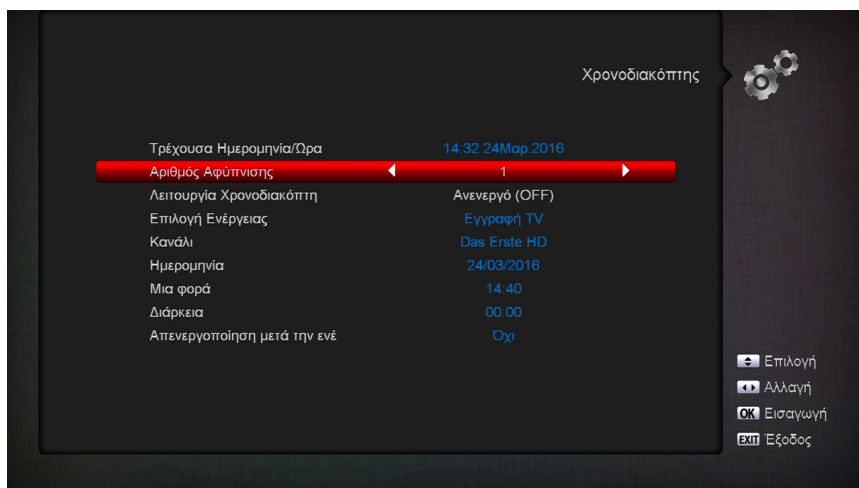 Χρονοδιακόπτης
Τρέχουσα Ημερομηνία/Ώρα 14:32 24Μαρ.2016
Αριθμός Αφύπνισης 1
Λειτουργία Χρονοδιακόπτη Ανενεργό (OFF)
Επιλογή Ενέργειας Εγγραφή TV
Κανάλι Das Erste HD
Ημερομηνία 24/03/2016
Μια φορά 14:40
Διάρκεια 00:00
Απενεργοποίηση μετά την ενέ Όχι
Επιλογή
Αλλαγή
OK Εισαγωγή
EXIT Έξοδος